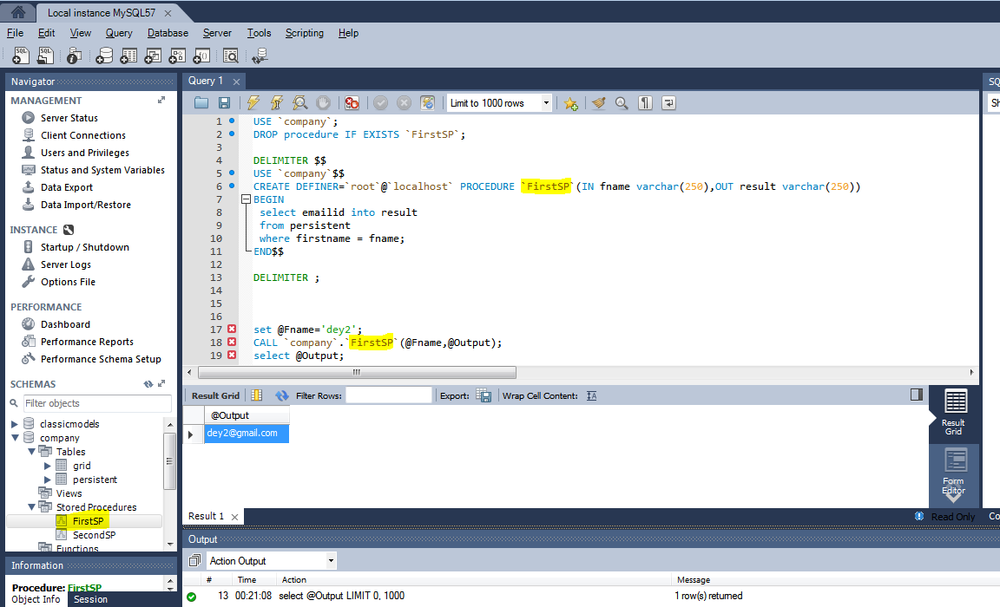 Local instance MySQL57
File Edit View Query Database Server Tools Scripting Help
Navigator
MANAGEMENT
Server Status
Client Connections
Users and Privileges
Status and System Variables
Data Export
Data Import/Restore
INSTANCE
Startup / Shutdown
Server Logs
Options File
PERFORMANCE
Dashboard
Performance Reports
Performance Schema Setup
SCHEMAS
Filter objects
classicmodels
company
Tables
grid
persistent
Views
Stored Procedures
FirstSP
SecondSP
Functions
Information
Procedure: FirstSP
Object Info Session
Query 1
Limit to 1000 rows
1 USE `company`;
2 DROP procedure IF EXISTS `FirstSP`;
3
4 DELIMITER $$
5 USE `company`$$
6 CREATE DEFINER=`root`@`localhost` PROCEDURE `FirstSP`(IN fname varchar(250),OUT result varchar(250))
7 BEGIN
8 select emailid into result
9 from persistent
10 where firstname = fname;
11 END$$
12
13 DELIMITER ;
14
15
16
17 set @Fname='dey2';
18 CALL `company`.`FirstSP`(@Fname,@Output);
19 select @Output;
Result Grid Filter Rows: Export: Wrap Cell Content:
@Output
dey2@gmail.com
Result Grid
Form Editor
Result 1
Read Only
Co
SQ
Sh
Output
Action Output
# Time Action Message
13 00:21:08 select @Output LIMIT 0, 1000 1 row(s) returned